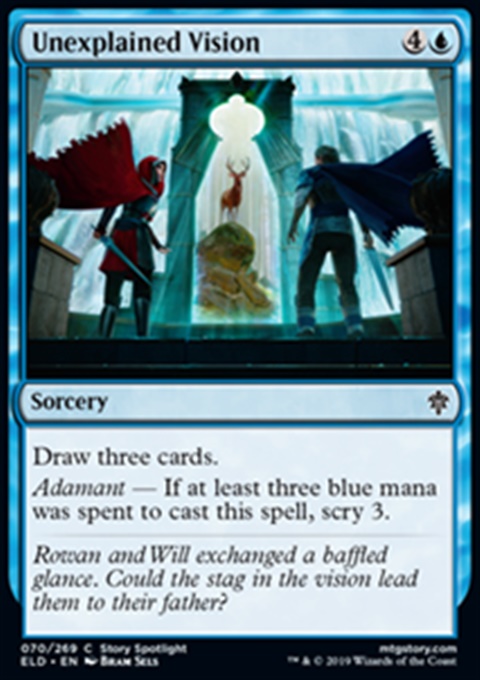 Unexplained Vision 4
Sorcery
Draw three cards.
Adamant — If at least three blue mana
was spent to cast this spell, scry 3.
Rowan and Will exchanged a baffled
glance. Could the stag in the vision lead
them to their father?
070/269 C Story Spotlight mtgstory.com
ELD • EN Bram Sels ™ & © 2019 Wizards of the Coast